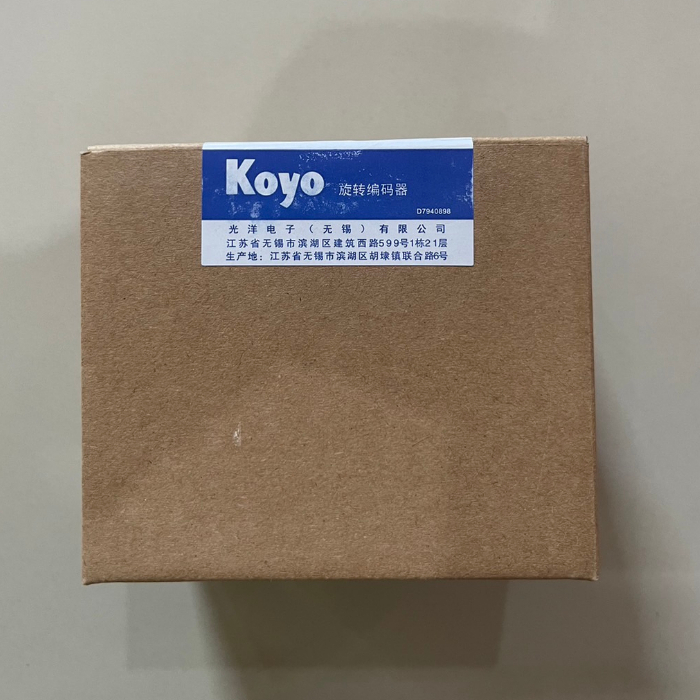 Koyo 旋转编码器
D7940898
光洋电子（无锡）有限公司
江苏省无锡市滨湖区建筑西路599号1栋21层
生产地：江苏省无锡市滨湖区胡埭镇联合路6号